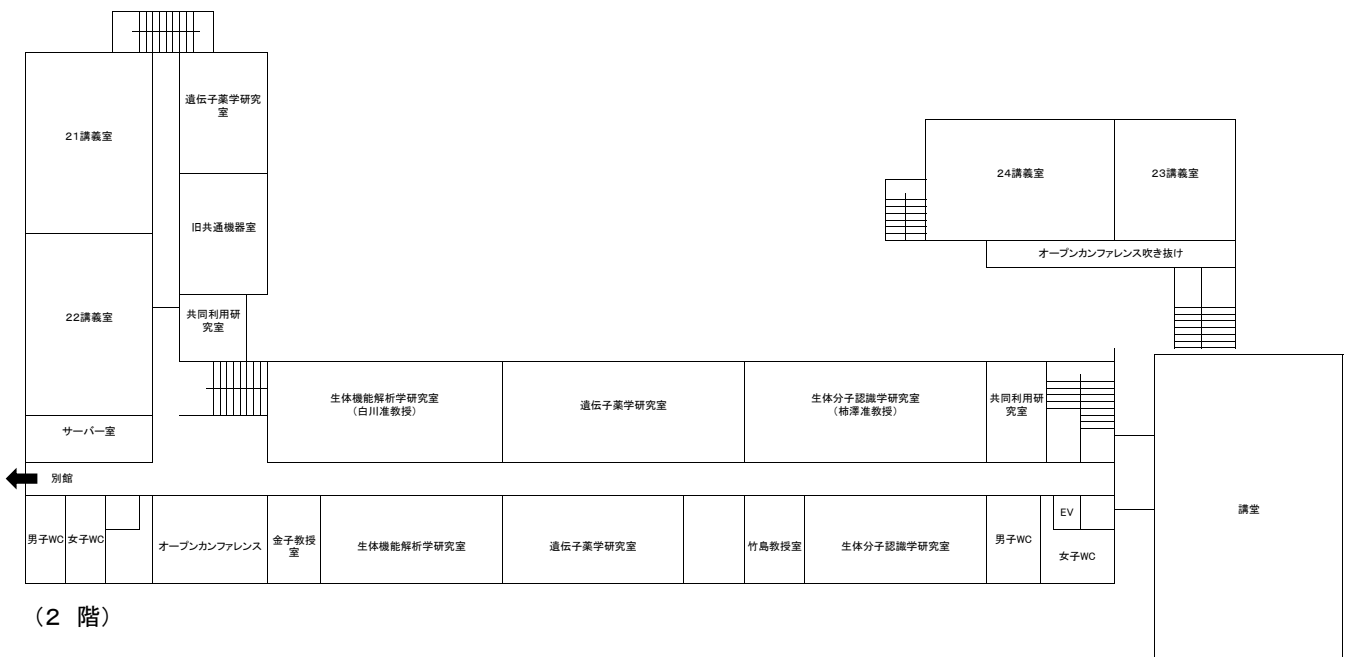 遺伝子薬学研究
室
21講義室
24講義室
23講義室
旧共通機器室
オープンカンファレンス吹き抜け
22講義室
共同利用研
究室
生体機能解析学研究室
(白川准教授)
遺伝子薬学研究室
生体分子認識学研究室
(柿澤准教授)
共同利用研
究室
サーバー室
別館
講堂
EV
男子WC
女子WC
オープンカンファレンス
金子教授
室
生体機能解析学研究室
遺伝子薬学研究室
竹島教授室
生体分子認識学研究室
男子WC
女子WC
(2 階)